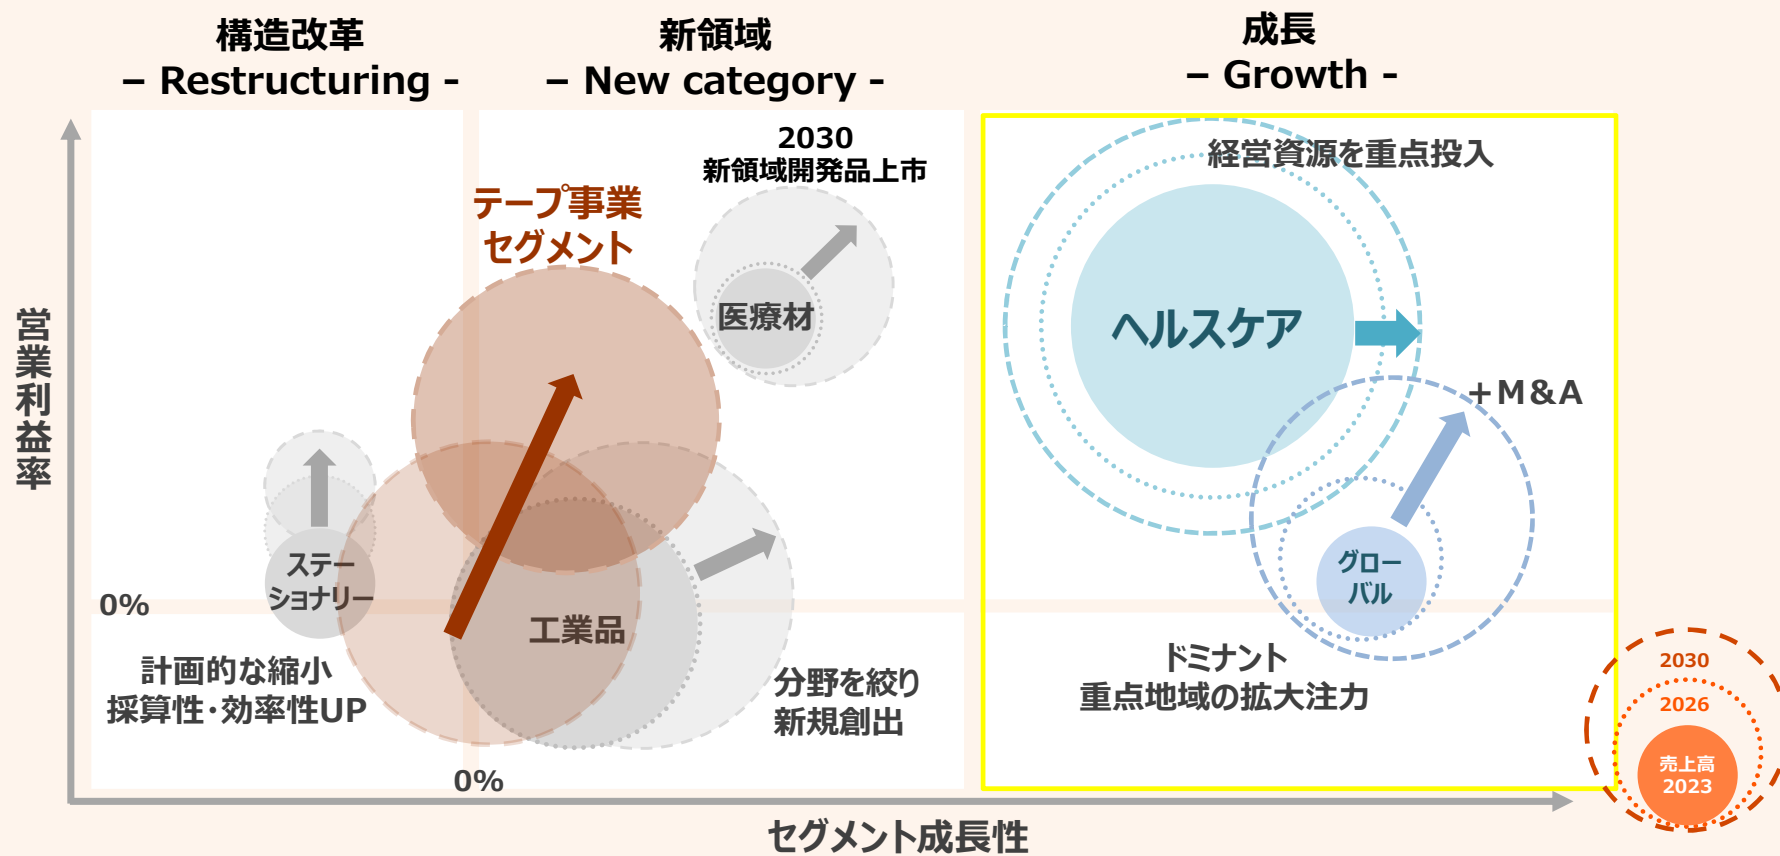 構造改革
– Restructuring -
新領域
– New category -
成長
– Growth -
営業利益率
2030
新領域開発品上市
テープ事業
セグメント
医療材
経営資源を重点投入
ヘルスケア
+M&A
グロー
バル
ステー
ショナリー
工業品
0%
計画的な縮小
採算性・効率性UP
分野を絞り
新規創出
ドミナント
重点地域の拡大注力
0%
セグメント成長性
2030
2026
売上高
2023